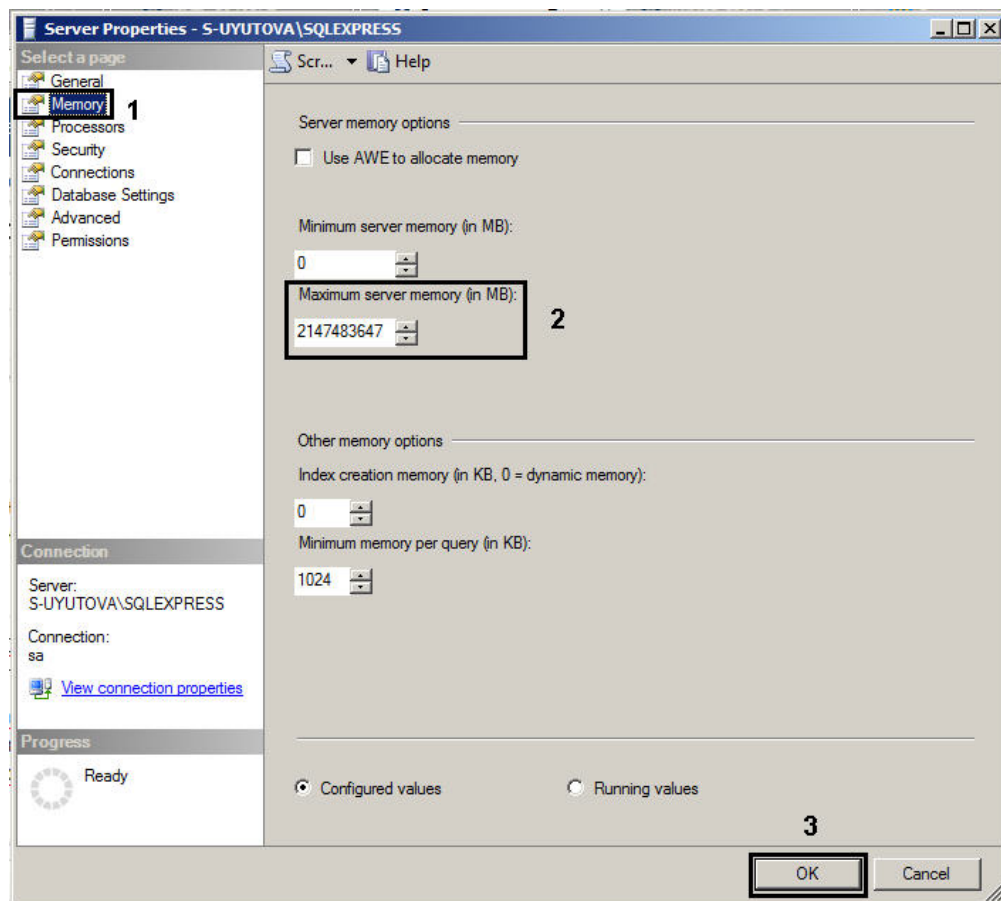 Server Properties - S-UYUTOVA\SQLEXPRESS
Select a page
General
Memory
1
Processors
Security
Connections
Database Settings
Advanced
Permissions
Connection
Server:
S-UYUTOVA\SQLEXPRESS
Connection:
sa
View connection properties
Progress
Ready
Scr...
Help
Server memory options
Use AWE to allocate memory
Minimum server memory (in MB):
0
Maximum server memory (in MB):
2147483647
2
Other memory options
Index creation memory (in KB, 0 = dynamic memory):
0
Minimum memory per query (in KB):
1024
Configured values
Running values
3
OK
Cancel